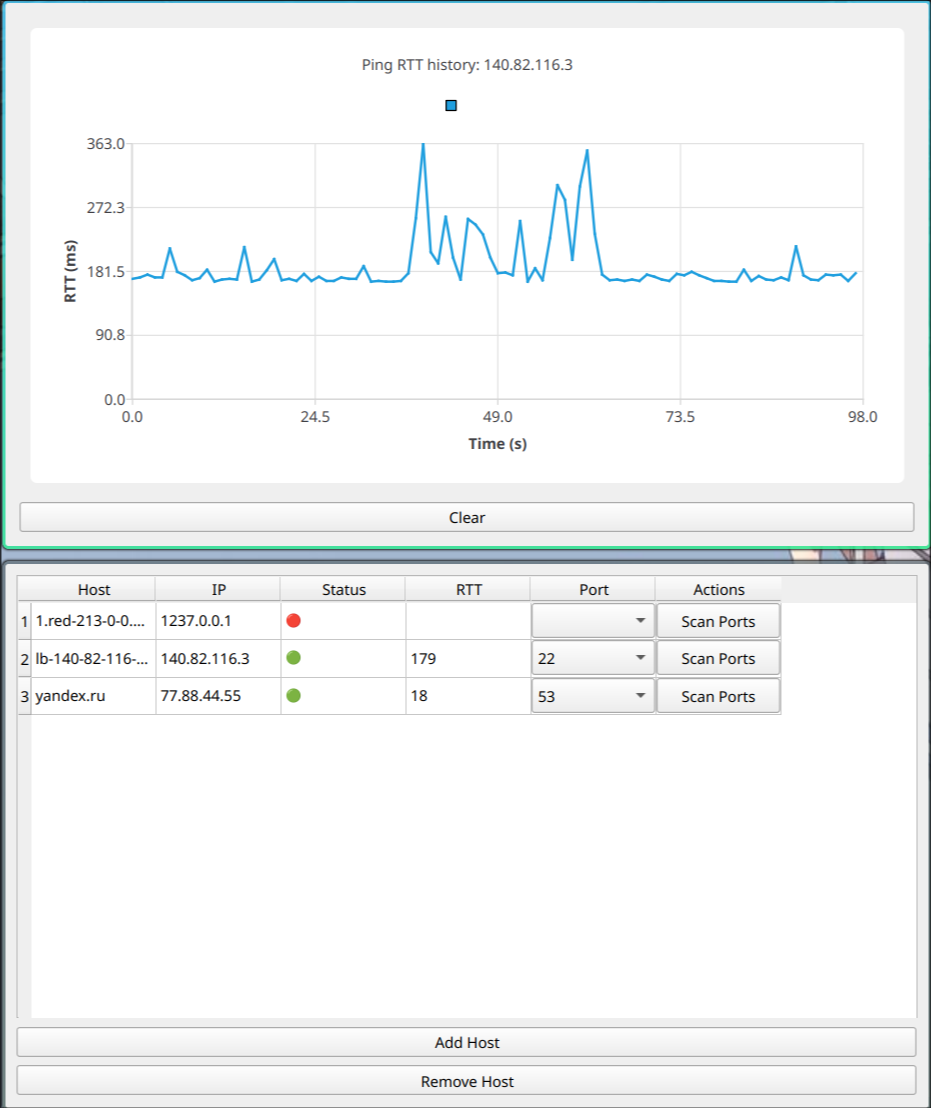 Ping RTT history: 140.82.116.3
363.0
272.3
181.5
90.8
0.0
RTT (ms)
0.0 24.5 49.0 73.5 98.0
Time (s)
Clear
Host IP Status RTT Port Actions
1 1.red-213-0-0.... 1237.0.0.1 Scan Ports
2 lb-140-82-116-... 140.82.116.3 179 22 Scan Ports
3 yandex.ru 77.88.44.55 18 53 Scan Ports
Add Host
Remove Host